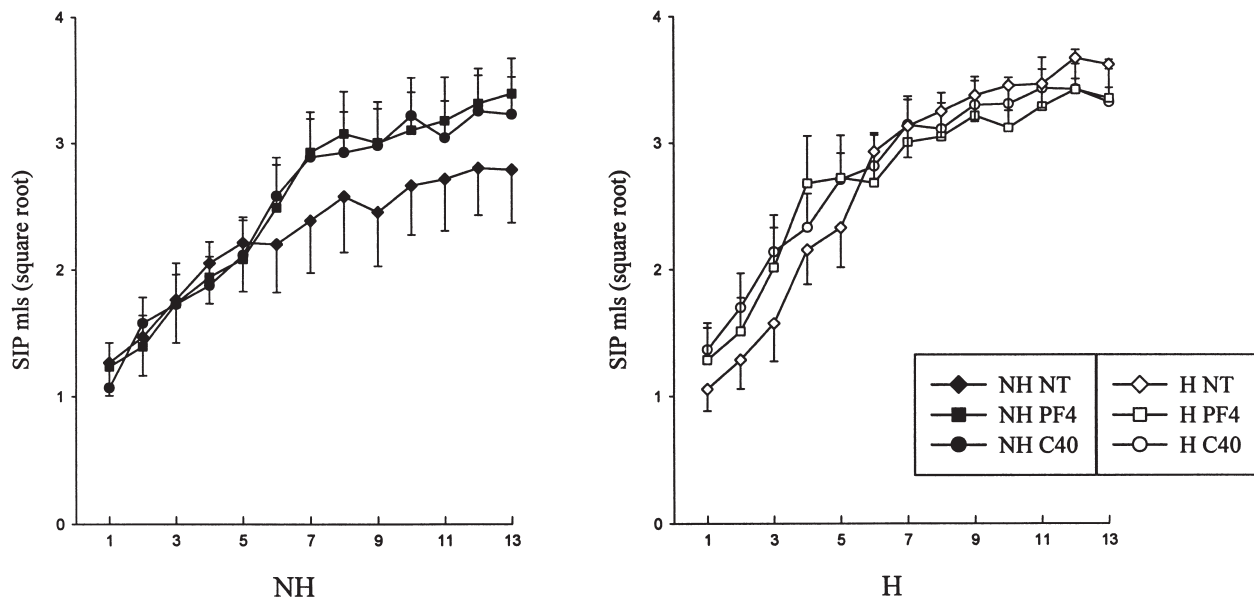 4
3
2
1
0
SIP mls (square root)
1 3 5 7 9 11 13
NH
4
3
2
1
0
SIP mls (square root)
1 3 5 7 9 11 13
H
NH NT
NH PF4
NH C40
H NT
H PF4
H C40